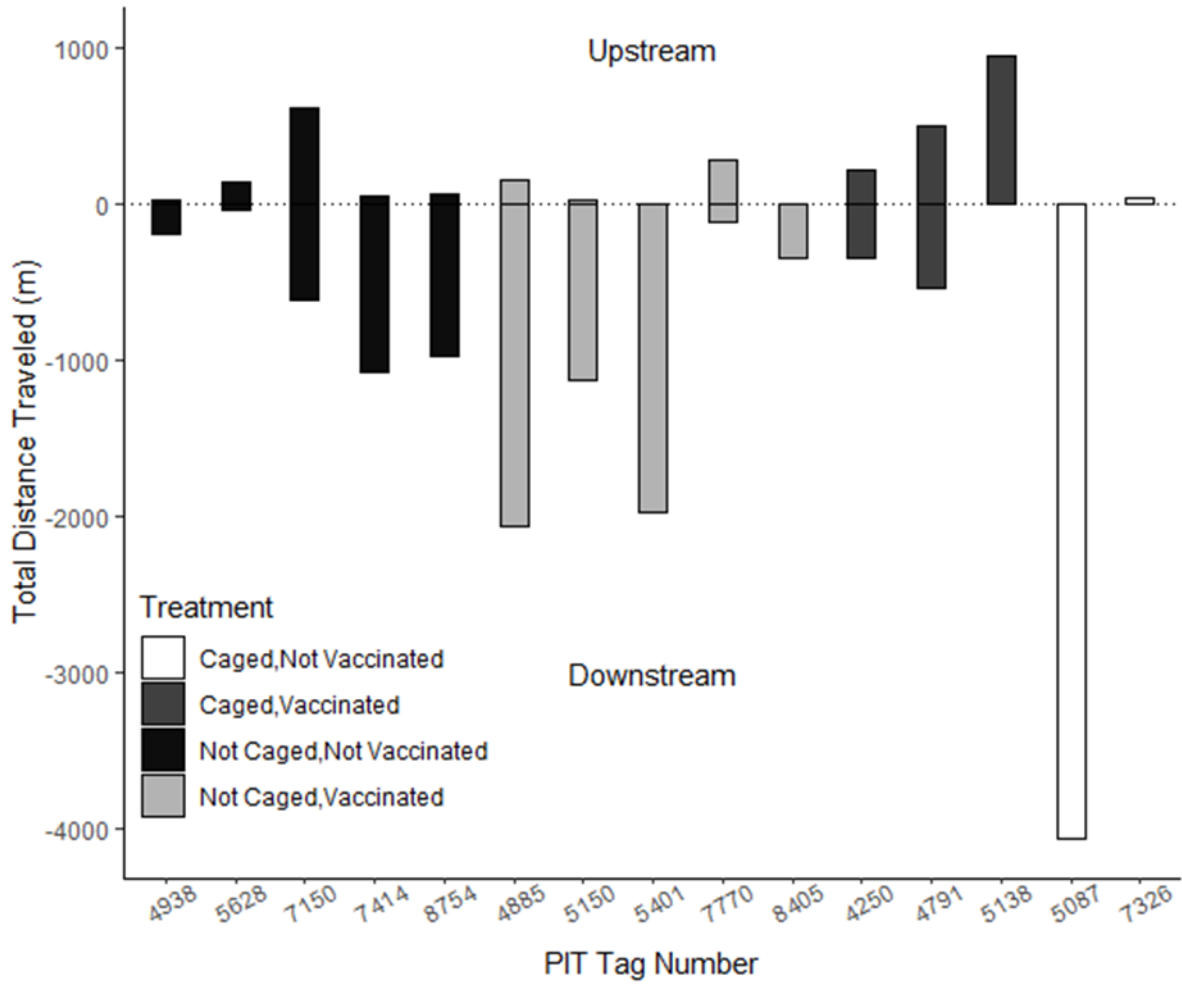 1000
Upstream
0
-1000
-2000
-3000
-4000
Total Distance Traveled (m)
Treatment
Caged,Not Vaccinated
Caged,Vaccinated
Not Caged,Not Vaccinated
Not Caged,Vaccinated
Downstream
4938 5628 7150 7414 8754 4885 5150 5401 7770 8405 4250 4791 5138 5087 7326
PIT Tag Number